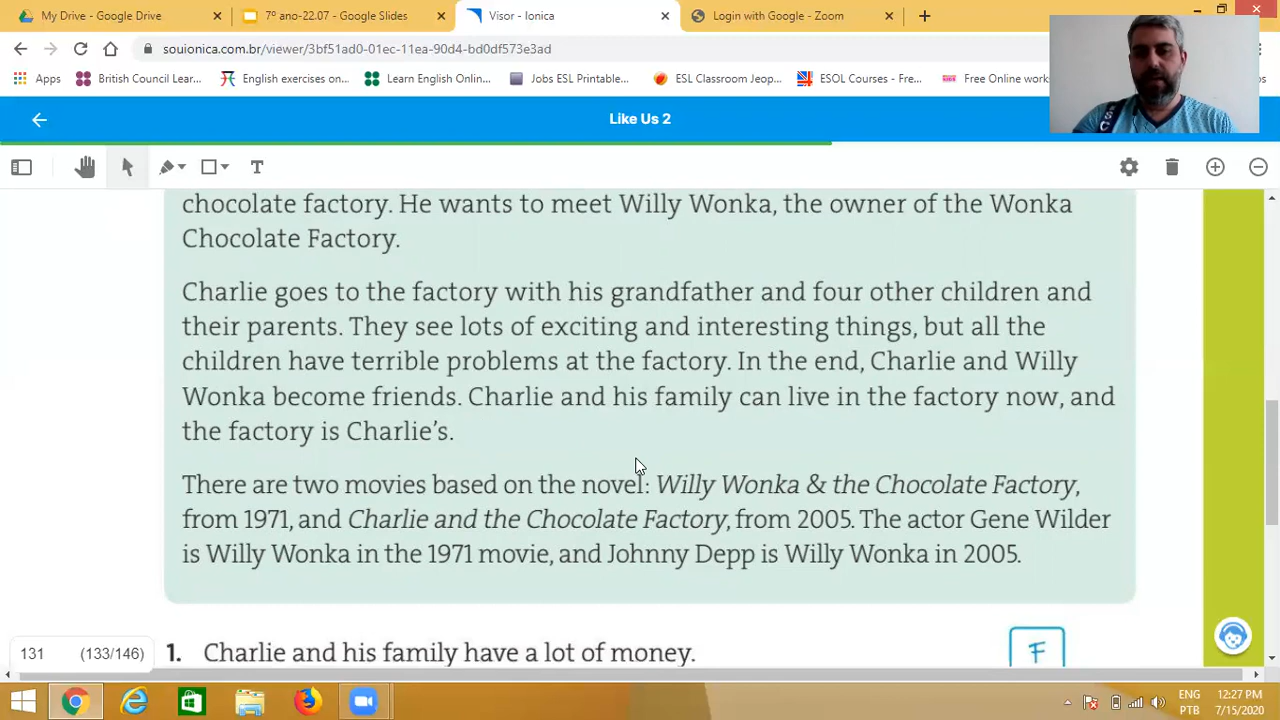 My Drive - Google Drive
7º ano-22.07 - Google Slides
Visor - Ionica
Login with Google - Zoom
souionica.com.br/viewer/3bf51ad0-01ec-11ea-90d4-bd0df573e3ad
Apps British Council Lear... English exercises on... Learn English Onlin... Jobs ESL Printable... ESL Classroom Jeop... ESOL Courses - Fre... Free Online works
Like Us 2
T
chocolate factory. He wants to meet Willy Wonka, the owner of the Wonka
Chocolate Factory.
Charlie goes to the factory with his grandfather and four other children and
their parents. They see lots of exciting and interesting things, but all the
children have terrible problems at the factory. In the end, Charlie and Willy
Wonka become friends. Charlie and his family can live in the factory now, and
the factory is Charlie's.
There are two movies based on the novel: Willy Wonka & the Chocolate Factory,
from 1971, and Charlie and the Chocolate Factory, from 2005. The actor Gene Wilder
is Willy Wonka in the 1971 movie, and Johnny Depp is Willy Wonka in 2005.
131 (133/146)
1. Charlie and his family have a lot of money. F
ENG 12:27 PM
PTB 7/15/2020